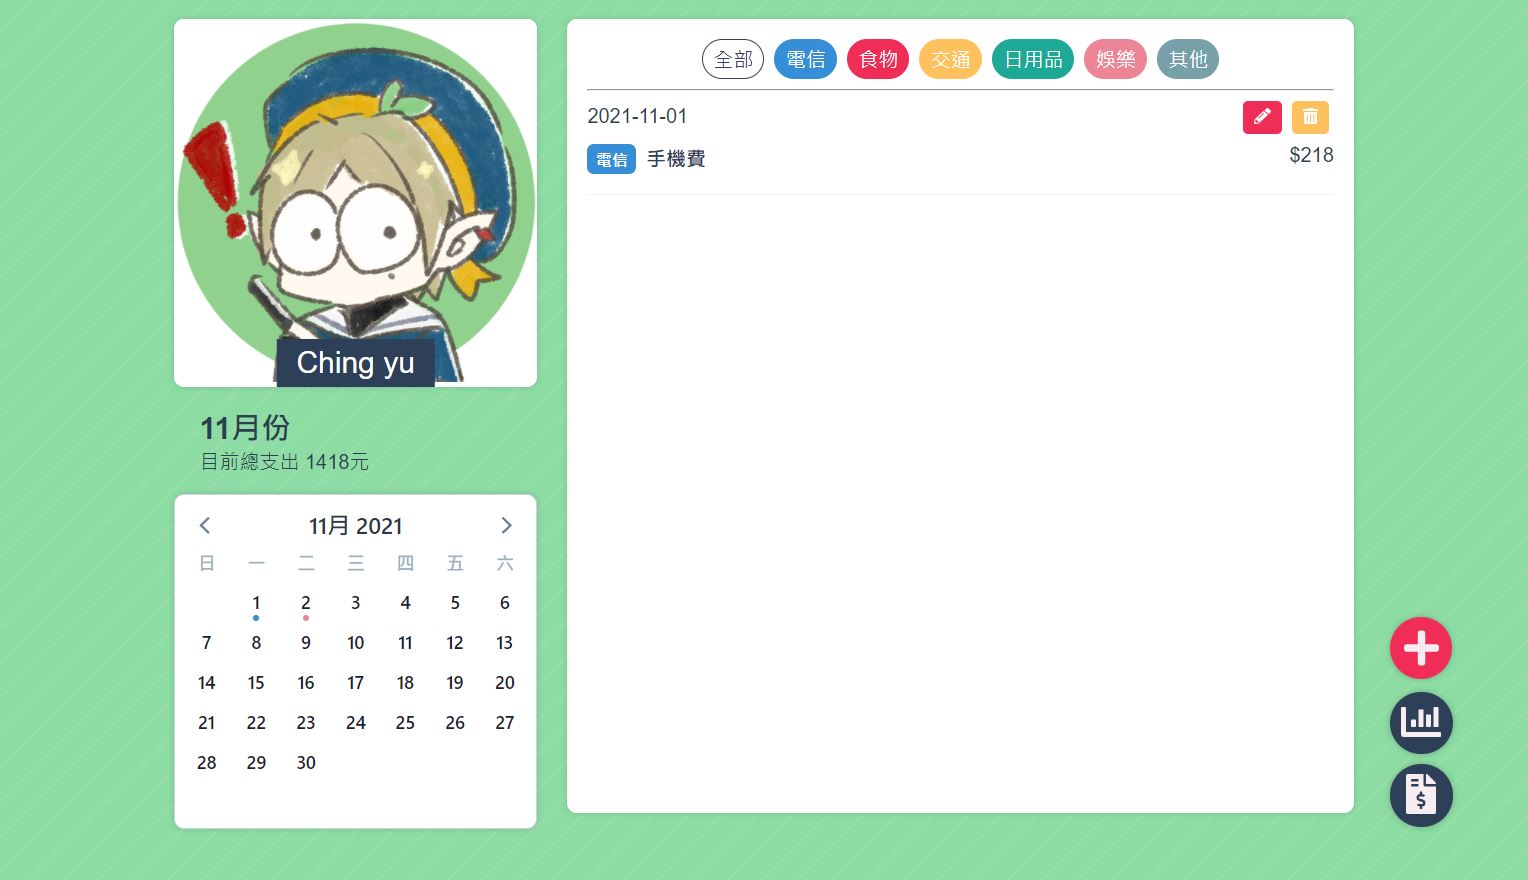 Ching yu
11月份
目前總支出 1418元
11月 2021
日 一 二 三 四 五 六
1 2 3 4 5 6
7 8 9 10 11 12 13
14 15 16 17 18 19 20
21 22 23 24 25 26 27
28 29 30
全部 電信 食物 交通 日用品 娛樂 其他
2021-11-01
電信 手機費 $218